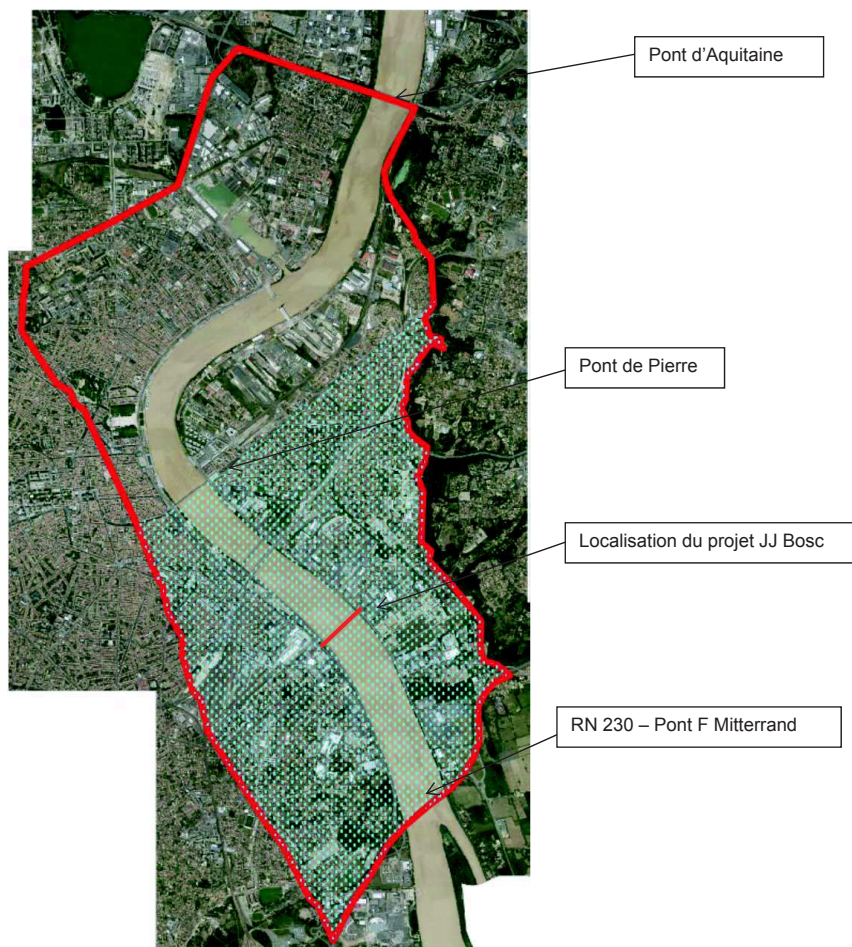 Pont d'Aquitaine
Pont de Pierre
Localisation du projet JJ Bosc
RN 230 – Pont F Mitterrand